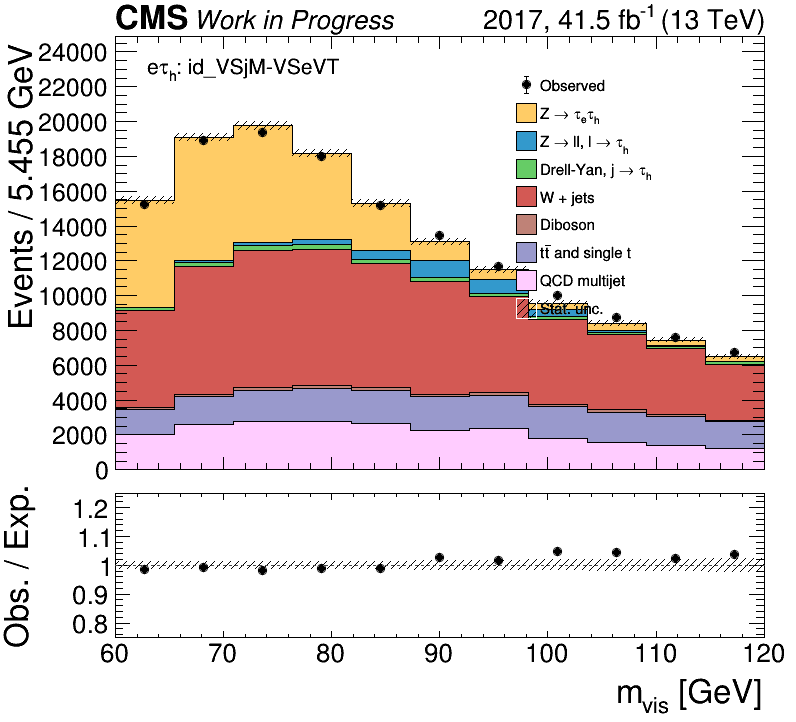 CMS Work in Progress 2017, 41.5 fb⁻¹ (13 TeV)
Events / 5.455 GeV
24000
22000
20000
18000
16000
14000
12000
10000
8000
6000
4000
2000
0
eτh: id_VSjM-VSeVT
Observed
Z → τeτh
Z → ll, l → τh
Drell-Yan, j → τh
W + jets
Diboson
tt̅ and single t
QCD multijet
Stat. unc.
Obs. / Exp.
1.2
1.1
1
0.9
0.8
60 70 80 90 100 110 120
mvis [GeV]